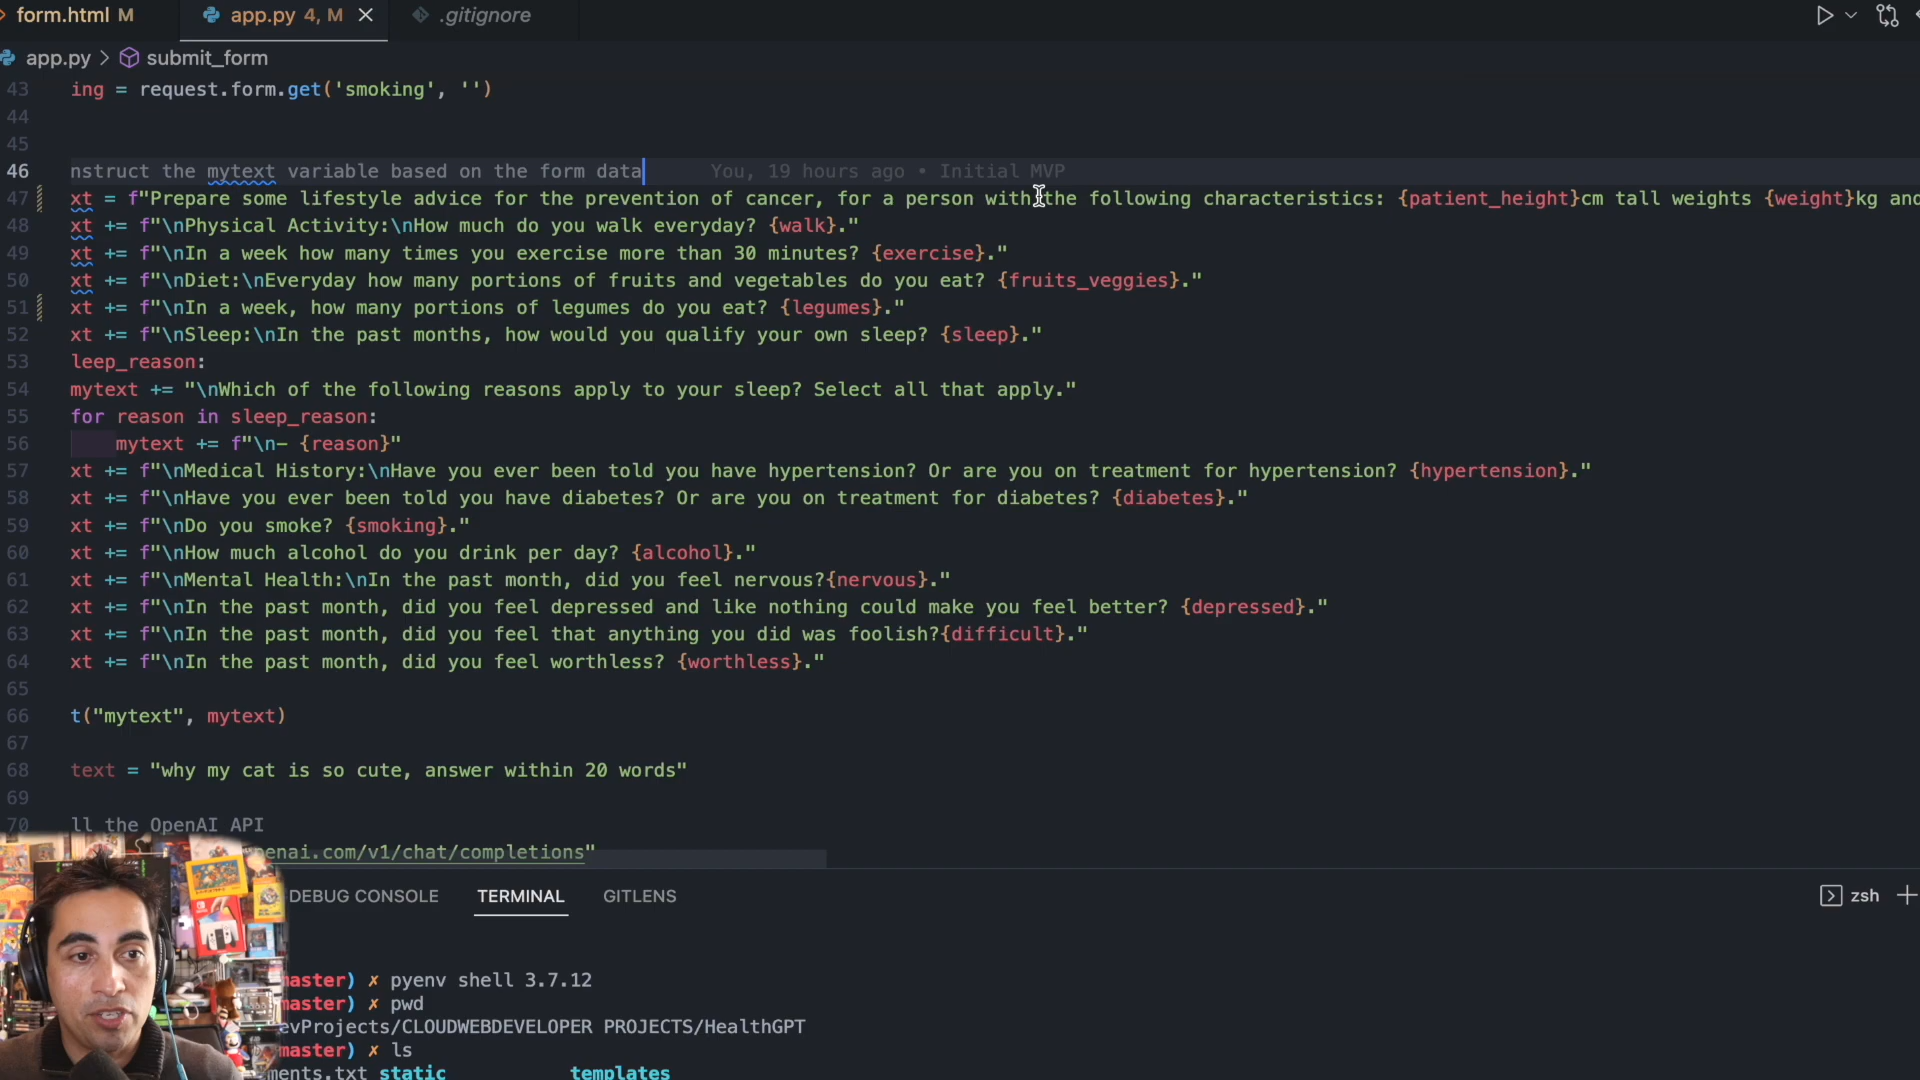 form.html M
app.py 4, M
.gitignore
app.py > submit_form
43 ing = request.form.get('smoking', '')
44
45
46 nstruct the mytext variable based on the form data You, 19 hours ago • Initial MVP
47 xt = f"Prepare some lifestyle advice for the prevention of cancer, for a person with the following characteristics: {patient_height}cm tall weights {weight}kg and
48 xt += f"\nPhysical Activity:\nHow much do you walk everyday? {walk}."
49 xt += f"\nIn a week how many times you exercise more than 30 minutes? {exercise}."
50 xt += f"\nDiet:\nEveryday how many portions of fruits and vegetables do you eat? {fruits_veggies}."
51 xt += f"\nIn a week, how many portions of legumes do you eat? {legumes}."
52 xt += f"\nSleep:\nIn the past months, how would you qualify your own sleep? {sleep}."
53 leep_reason:
54 mytext += "\nWhich of the following reasons apply to your sleep? Select all that apply."
55 for reason in sleep_reason:
56 mytext += f"\n- {reason}"
57 xt += f"\nMedical History:\nHave you ever been told you have hypertension? Or are you on treatment for hypertension? {hypertension}."
58 xt += f"\nHave you ever been told you have diabetes? Or are you on treatment for diabetes? {diabetes}."
59 xt += f"\nDo you smoke? {smoking}."
60 xt += f"\nHow much alcohol do you drink per day? {alcohol}."
61 xt += f"\nMental Health:\nIn the past month, did you feel nervous?{nervous}."
62 xt += f"\nIn the past month, did you feel depressed and like nothing could make you feel better? {depressed}."
63 xt += f"\nIn the past month, did you feel that anything you did was foolish?{difficult}."
64 xt += f"\nIn the past month, did you feel worthless? {worthless}."
65
66 t("mytext", mytext)
67
68 text = "why my cat is so cute, answer within 20 words"
69
70 ll the OpenAI API
penai.com/v1/chat/completions"
DEBUG CONSOLE TERMINAL GITLENS zsh
master) ✗ pyenv shell 3.7.12
master) ✗ pwd
evProjects/CLOUDWEBDEVELOPER PROJECTS/HealthGPT
master) ✗ ls
ments.txt static templates